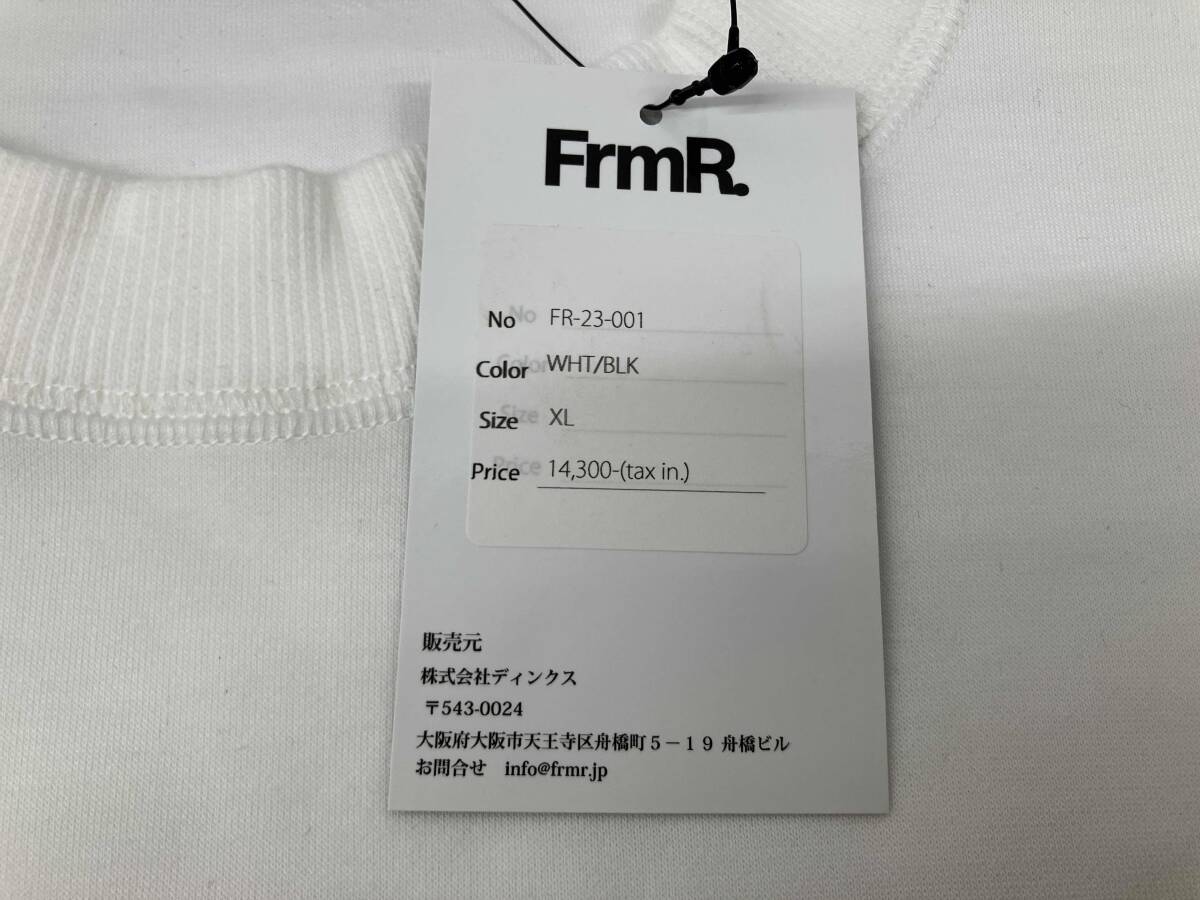 FrmR.
No FR-23-001
Color WHT/BLK
Size XL
Price 14,300-(tax in.)
販売元
株式会社ディンクス
〒543-0024
大阪府大阪市天王寺区舟橋町5－19 舟橋ビル
お問合せ info@frmr.jp